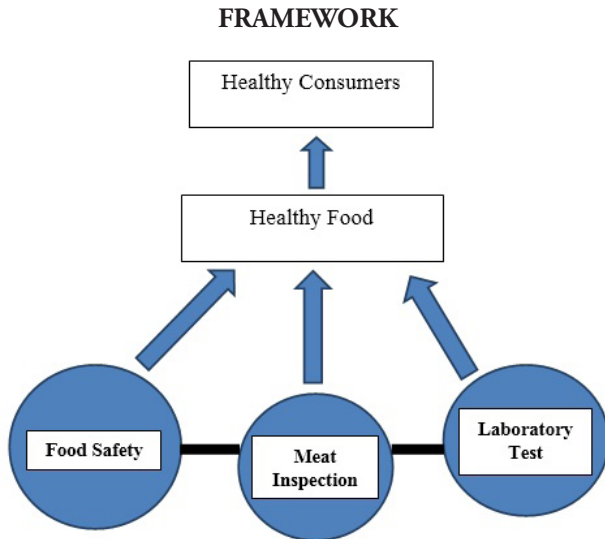 FRAMEWORK
Healthy Consumers
Healthy Food
Food Safety
Meat
Inspection
Laboratory
Test